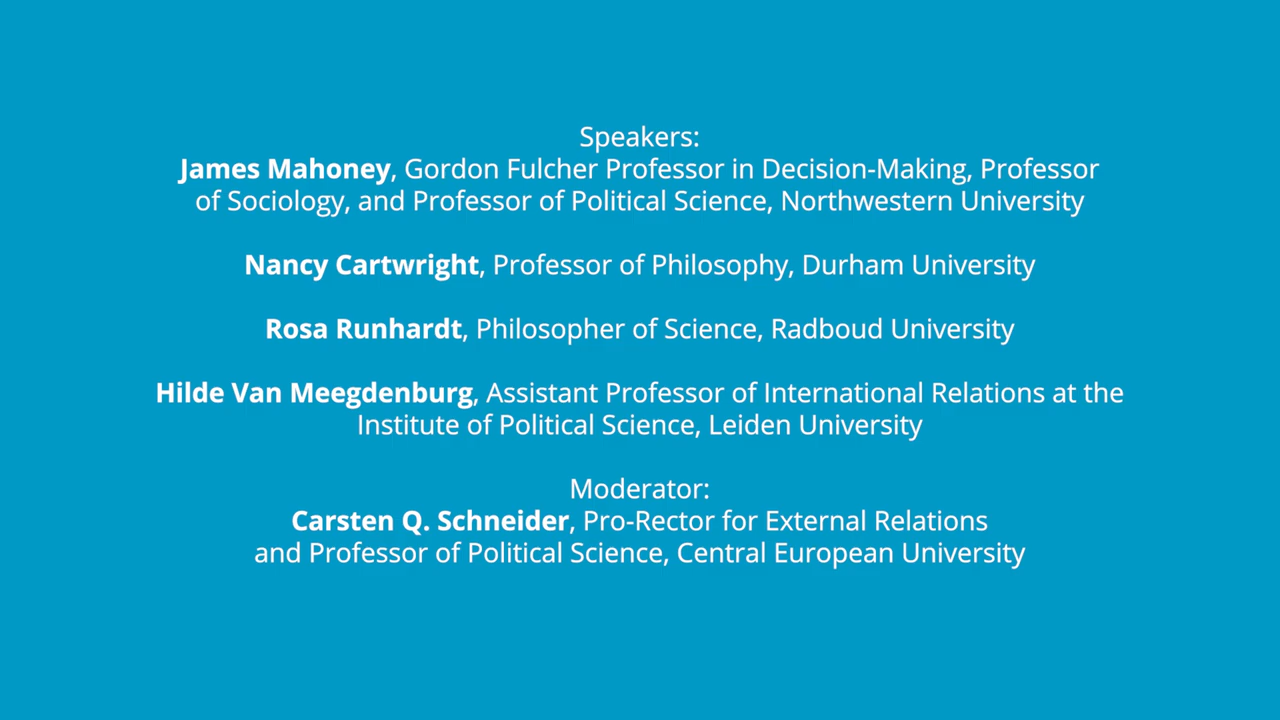 Speakers:
James Mahoney, Gordon Fulcher Professor in Decision-Making, Professor
of Sociology, and Professor of Political Science, Northwestern University
Nancy Cartwright, Professor of Philosophy, Durham University
Rosa Runhardt, Philosopher of Science, Radboud University
Hilde Van Meegdenburg, Assistant Professor of International Relations at the
Institute of Political Science, Leiden University
Moderator:
Carsten Q. Schneider, Pro-Rector for External Relations
and Professor of Political Science, Central European University